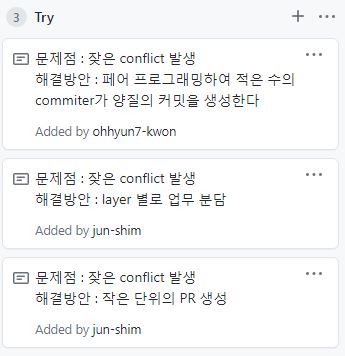 3 Try
문제점 : 잦은 conflict 발생
해결방안 : 페어 프로그래밍하여 적은 수의
commiter가 양질의 커밋을 생성한다
Added by ohhyun7-kwon
문제점 : 잦은 conflict 발생
해결방안 : layer 별로 업무 분담
Added by jun-shim
문제점 : 잦은 conflict 발생
해결방안 : 작은 단위의 PR 생성
Added by jun-shim